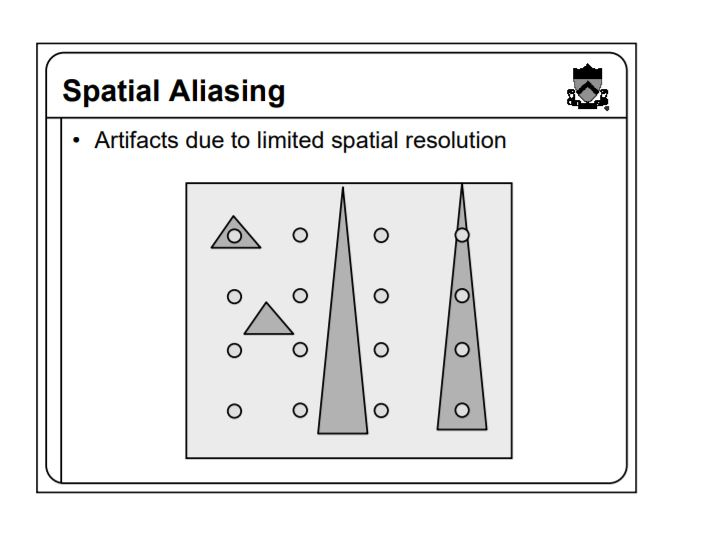 Spatial Aliasing
• Artifacts due to limited spatial resolution